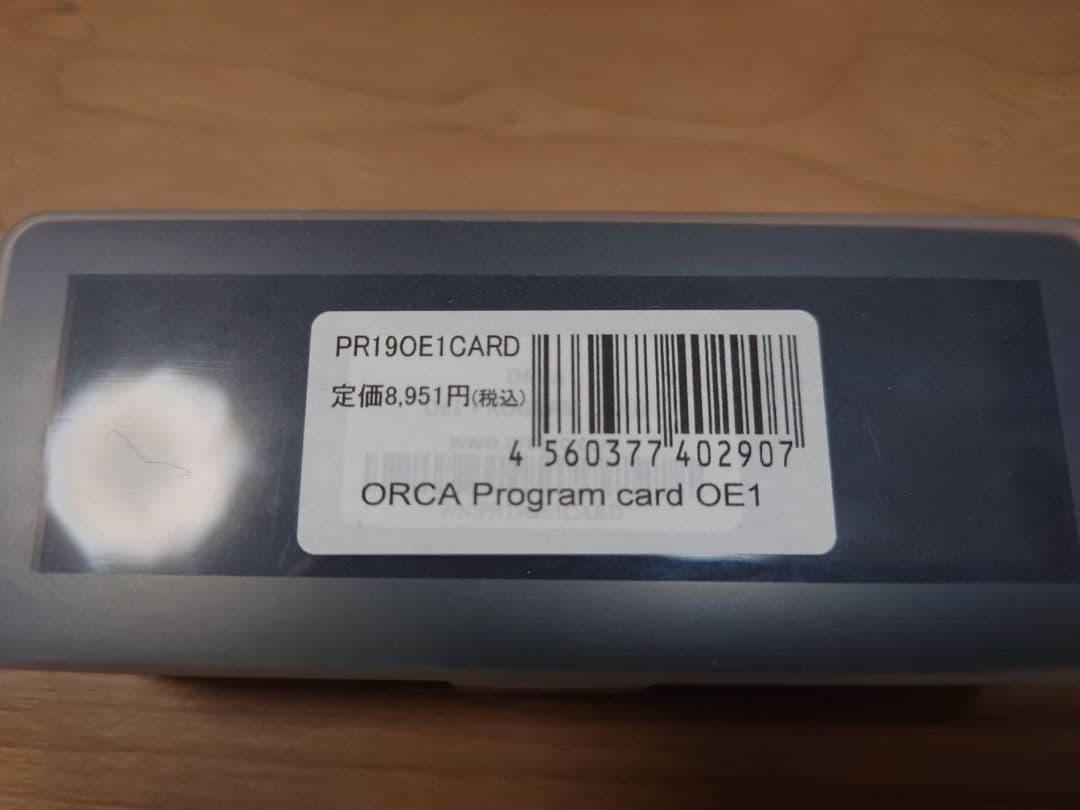 PR19OE1CARD
定価8,951円(税込)
4 560377 402907
ORCA Program card OE1